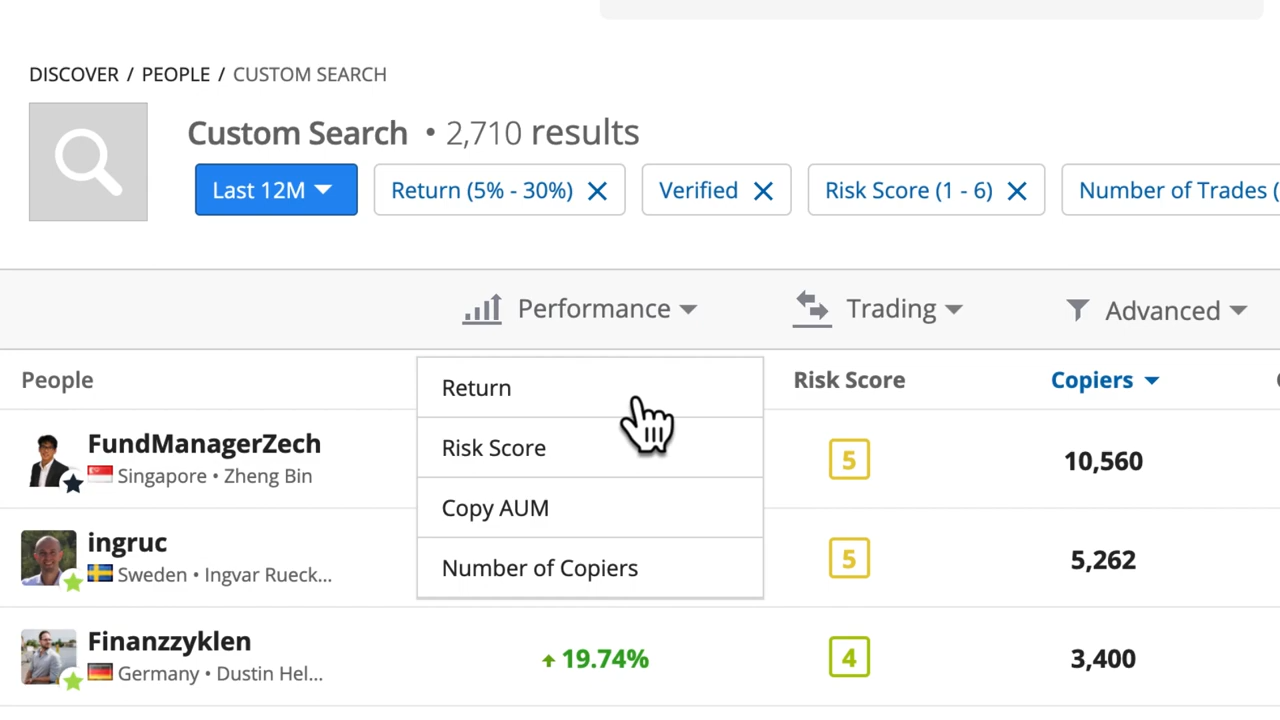 DISCOVER / PEOPLE / CUSTOM SEARCH
Custom Search • 2,710 results
Last 12M Return (5% - 30%) Verified Risk Score (1 - 6) Number of Trades (
Performance Trading Advanced
People Risk Score Copiers
Return
Risk Score
Copy AUM
Number of Copiers
FundManagerZech
Singapore • Zheng Bin
5 10,560
ingruc
Sweden • Ingvar Rueck...
5 5,262
Finanzzyklen
Germany • Dustin Hel...
19.74% 4 3,400